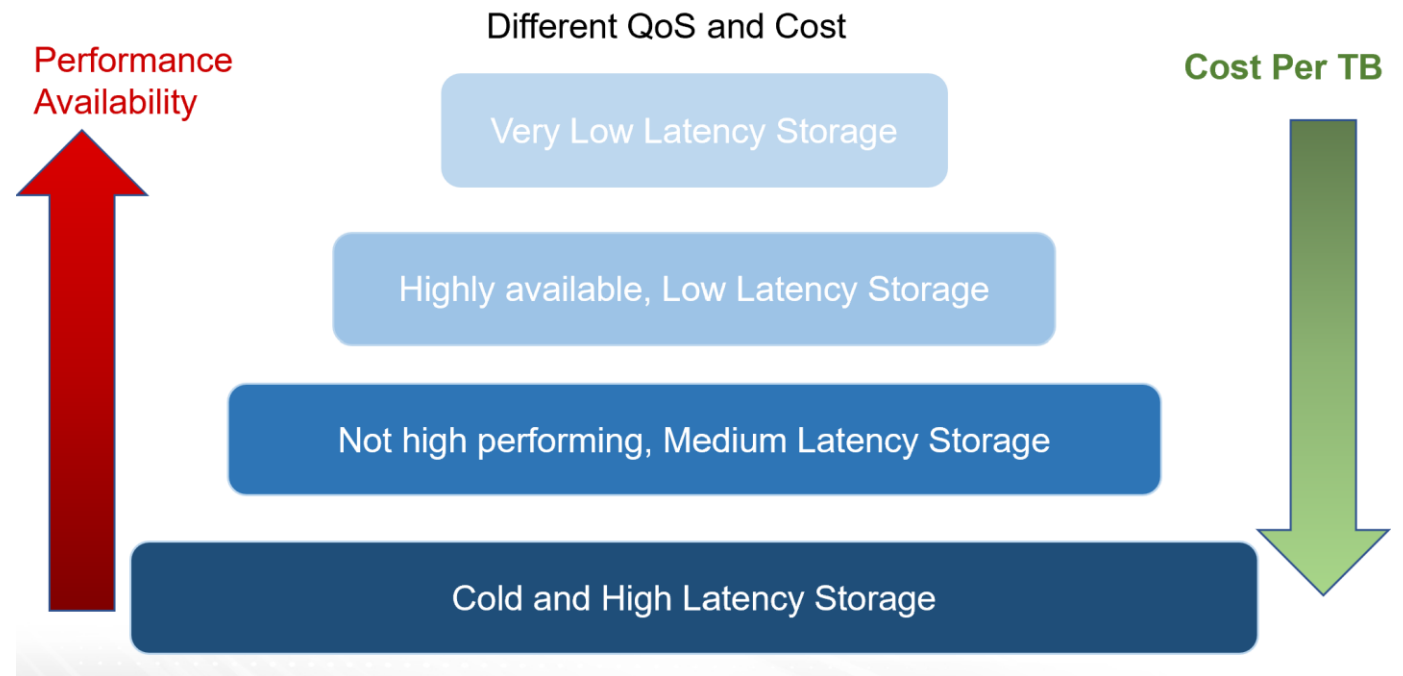 Different QoS and Cost
Performance
Availability
Cost Per TB
Very Low Latency Storage
Highly available, Low Latency Storage
Not high performing, Medium Latency Storage
Cold and High Latency Storage